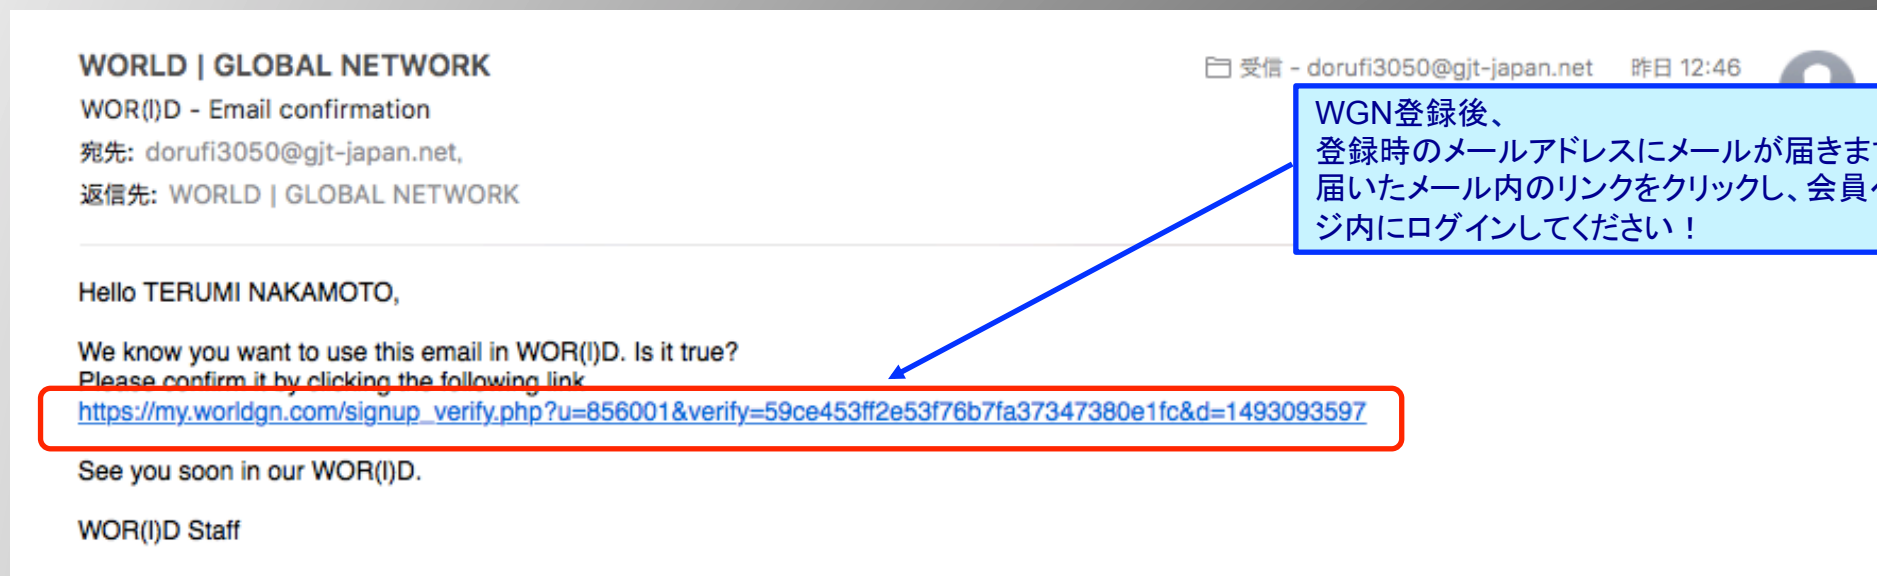 WORLD | GLOBAL NETWORK
受信 - dorufi3050@gjt-japan.net 昨日 12:46
WOR(l)D - Email confirmation
宛先: dorufi3050@gjt-japan.net,
返信先: WORLD | GLOBAL NETWORK
WGN登録後、
登録時のメールアドレスにメールが届きま
届いたメール内のリンクをクリックし、会員
ジ内にログインしてください！
Hello TERUMI NAKAMOTO,
We know you want to use this email in WOR(l)D. Is it true?
Please confirm it by clicking the following link
https://my.worldgn.com/signup_verify.php?u=856001&verify=59ce453ff2e53f76b7fa37347380e1fc&d=1493093597
See you soon in our WOR(l)D.
WOR(l)D Staff